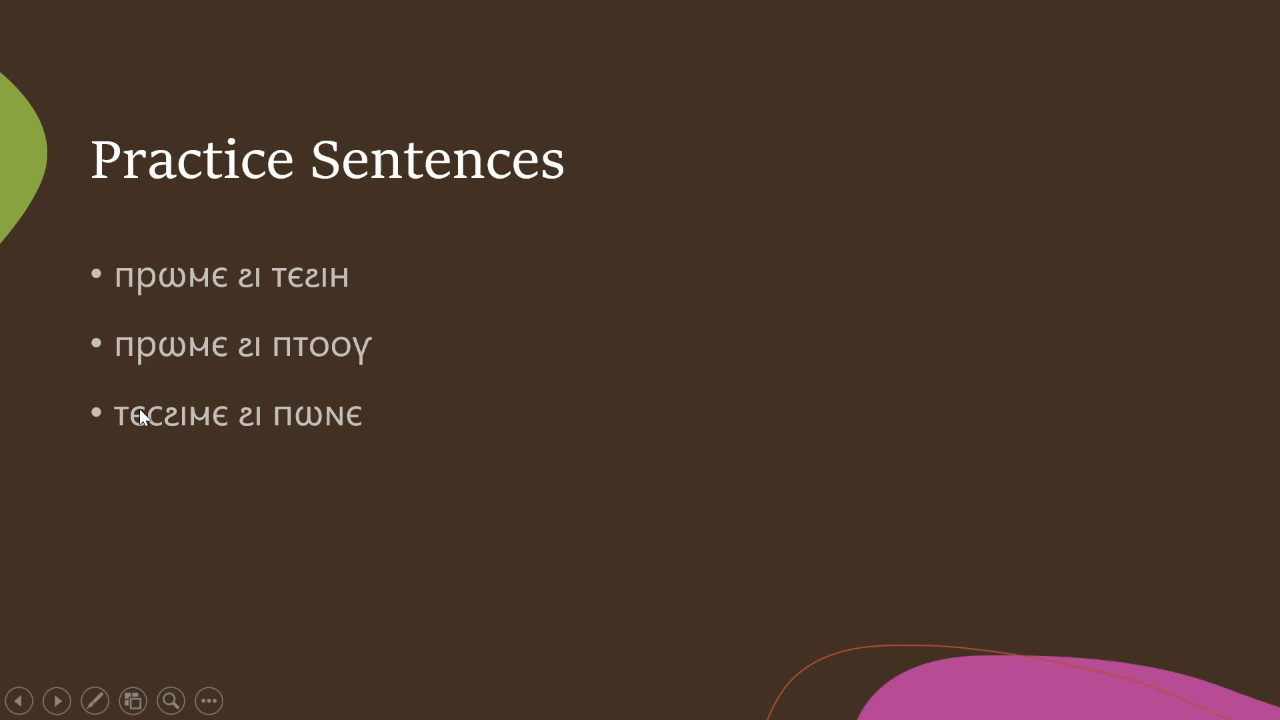 Practice Sentences
• ⲡⲣⲱⲙⲉ ϩⲓ ⲧⲉϩⲓⲏ
• ⲡⲣⲱⲙⲉ ϩⲓ ⲡⲧⲟⲟⲩ
• ⲧⲉⲥϩⲓⲙⲉ ϩⲓ ⲡⲱⲛⲉ